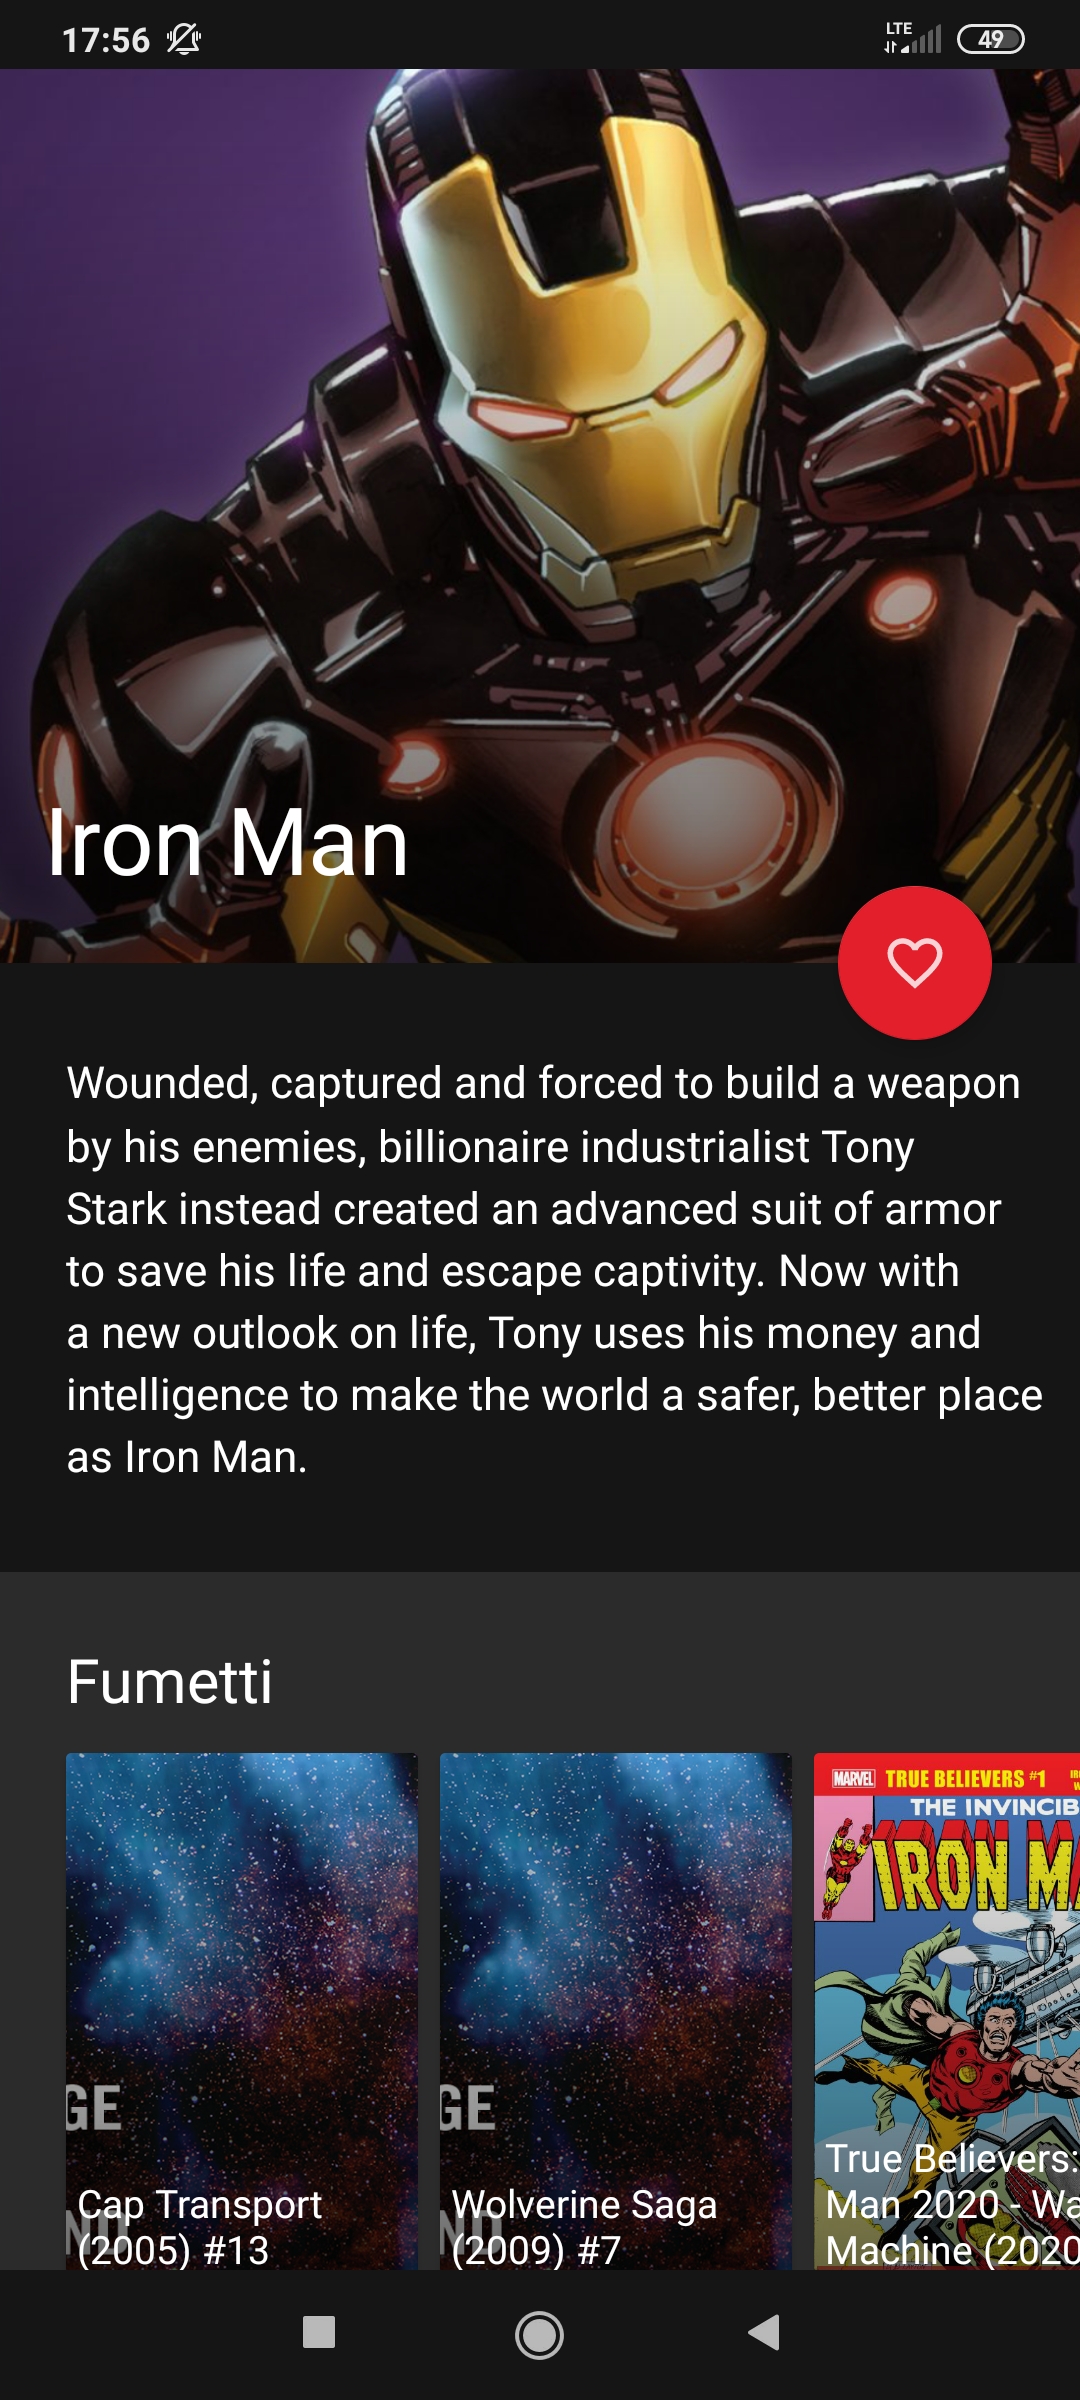 17:56
LTE
49
Iron Man
Wounded, captured and forced to build a weapon
by his enemies, billionaire industrialist Tony
Stark instead created an advanced suit of armor
to save his life and escape captivity. Now with
a new outlook on life, Tony uses his money and
intelligence to make the world a safer, better place
as Iron Man.
Fumetti
GE
Cap Transport
(2005) #13
GE
Wolverine Saga
(2009) #7
MARVEL TRUE BELIEVERS #1
THE INVINCIB
IRON MA
True Believers:
Man 2020 - Wa
Machine (2020